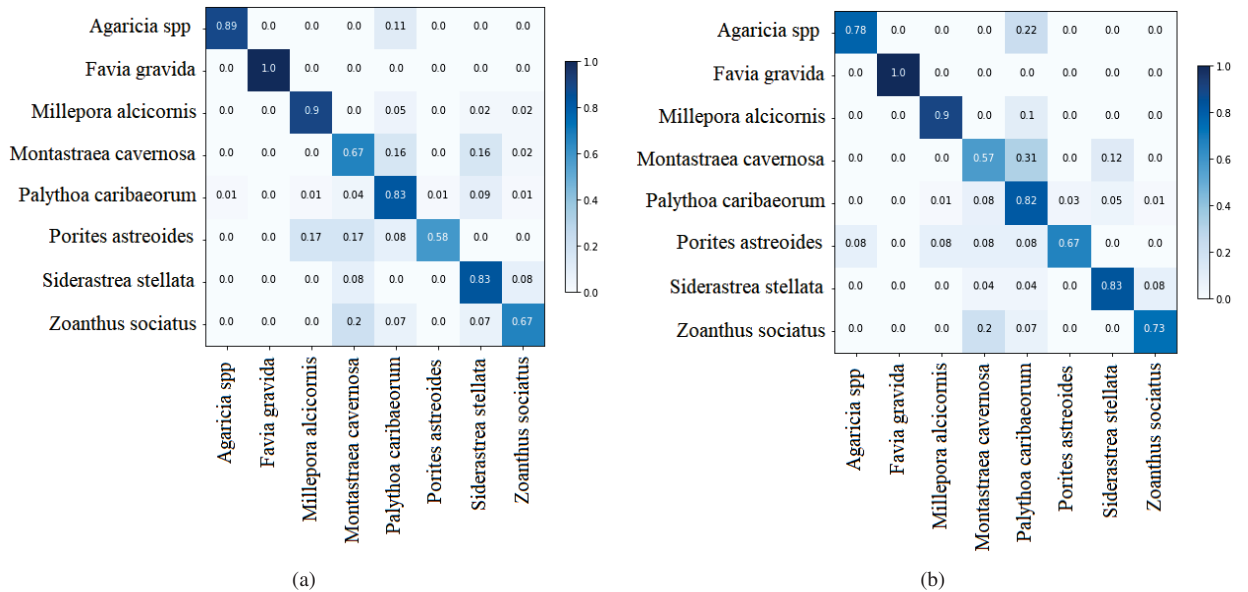 Agaricia spp 0.89 0.0 0.0 0.0 0.11 0.0 0.0 0.0
Favia gravida 0.0 1.0 0.0 0.0 0.0 0.0 0.0 0.0
Millepora alcicornis 0.0 0.0 0.9 0.0 0.05 0.0 0.02 0.02
Montastraea cavernosa 0.0 0.0 0.0 0.67 0.16 0.0 0.16 0.02
Palythoa caribaeorum 0.01 0.0 0.01 0.04 0.83 0.01 0.09 0.01
Porites astreoides 0.0 0.0 0.17 0.17 0.08 0.58 0.0 0.0
Siderastrea stellata 0.0 0.0 0.0 0.08 0.0 0.0 0.83 0.08
Zoanthus sociatus 0.0 0.0 0.0 0.2 0.07 0.0 0.07 0.67
Agaricia spp
Favia gravida
Millepora alcicornis
Montastraea cavernosa
Palythoa caribaeorum
Porites astreoides
Siderastrea stellata
Zoanthus sociatus
1.0
0.8
0.6
0.4
0.2
0.0
(a)
Agaricia spp 0.78 0.0 0.0 0.0 0.22 0.0 0.0 0.0
Favia gravida 0.0 1.0 0.0 0.0 0.0 0.0 0.0 0.0
Millepora alcicornis 0.0 0.0 0.9 0.0 0.1 0.0 0.0 0.0
Montastraea cavernosa 0.0 0.0 0.0 0.57 0.31 0.0 0.12 0.0
Palythoa caribaeorum 0.0 0.0 0.01 0.08 0.82 0.03 0.05 0.01
Porites astreoides 0.08 0.0 0.08 0.08 0.08 0.67 0.0 0.0
Siderastrea stellata 0.0 0.0 0.0 0.04 0.04 0.0 0.83 0.08
Zoanthus sociatus 0.0 0.0 0.0 0.2 0.07 0.0 0.0 0.73
Agaricia spp
Favia gravida
Millepora alcicornis
Montastraea cavernosa
Palythoa caribaeorum
Porites astreoides
Siderastrea stellata
Zoanthus sociatus
1.0
0.8
0.6
0.4
0.2
0.0
(b)